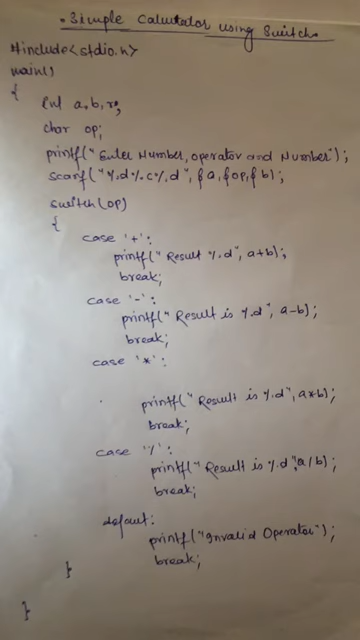 . Simple Calculator using Switch.
#include<stdio.h>
main()
{
int a,b,r;
char op;
printf("Enter Number, operator and Number");
scanf("%d%c%d", &a,&op,&b);
switch(op)
{
case '+':
printf("Result %d", a+b);
break;
case '-':
printf("Result is %d", a-b);
break;
case '*':
printf("Result is %d", a*b);
break;
case '/':
printf("Result is %d", a/b);
break;
defaut:
printf("Invalid Operator");
break;
}
}